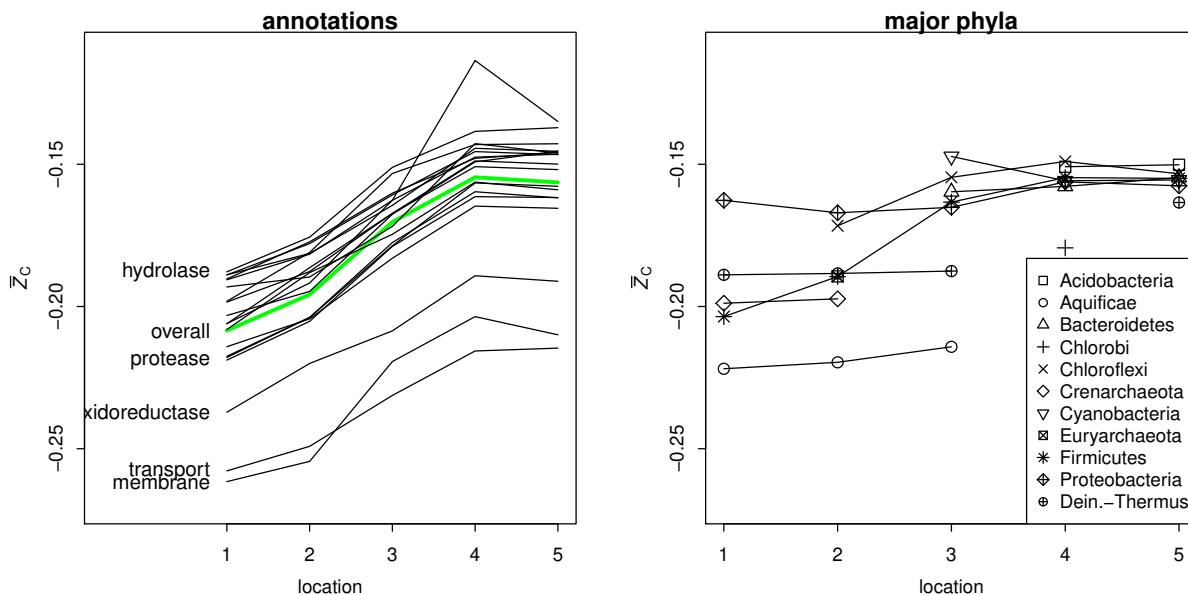 annotations
−0.15
−0.20
−0.25
Z̅C
hydrolase
overall
protease
xidoreductase
transport
membrane
1 2 3 4 5
location
major phyla
−0.15
−0.20
−0.25
Z̅C
Acidobacteria
Aquificae
Bacteroidetes
Chlorobi
Chloroflexi
Crenarchaeota
Cyanobacteria
Euryarchaeota
Firmicutes
Proteobacteria
Dein.−Thermus
1 2 3 4 5
location